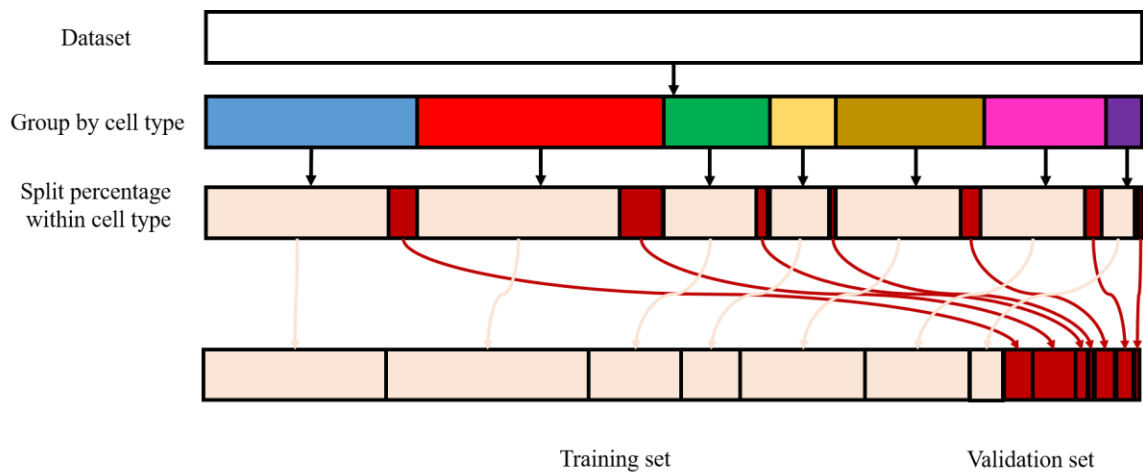 Dataset
Group by cell type
Split percentage
within cell type
Training set
Validation set